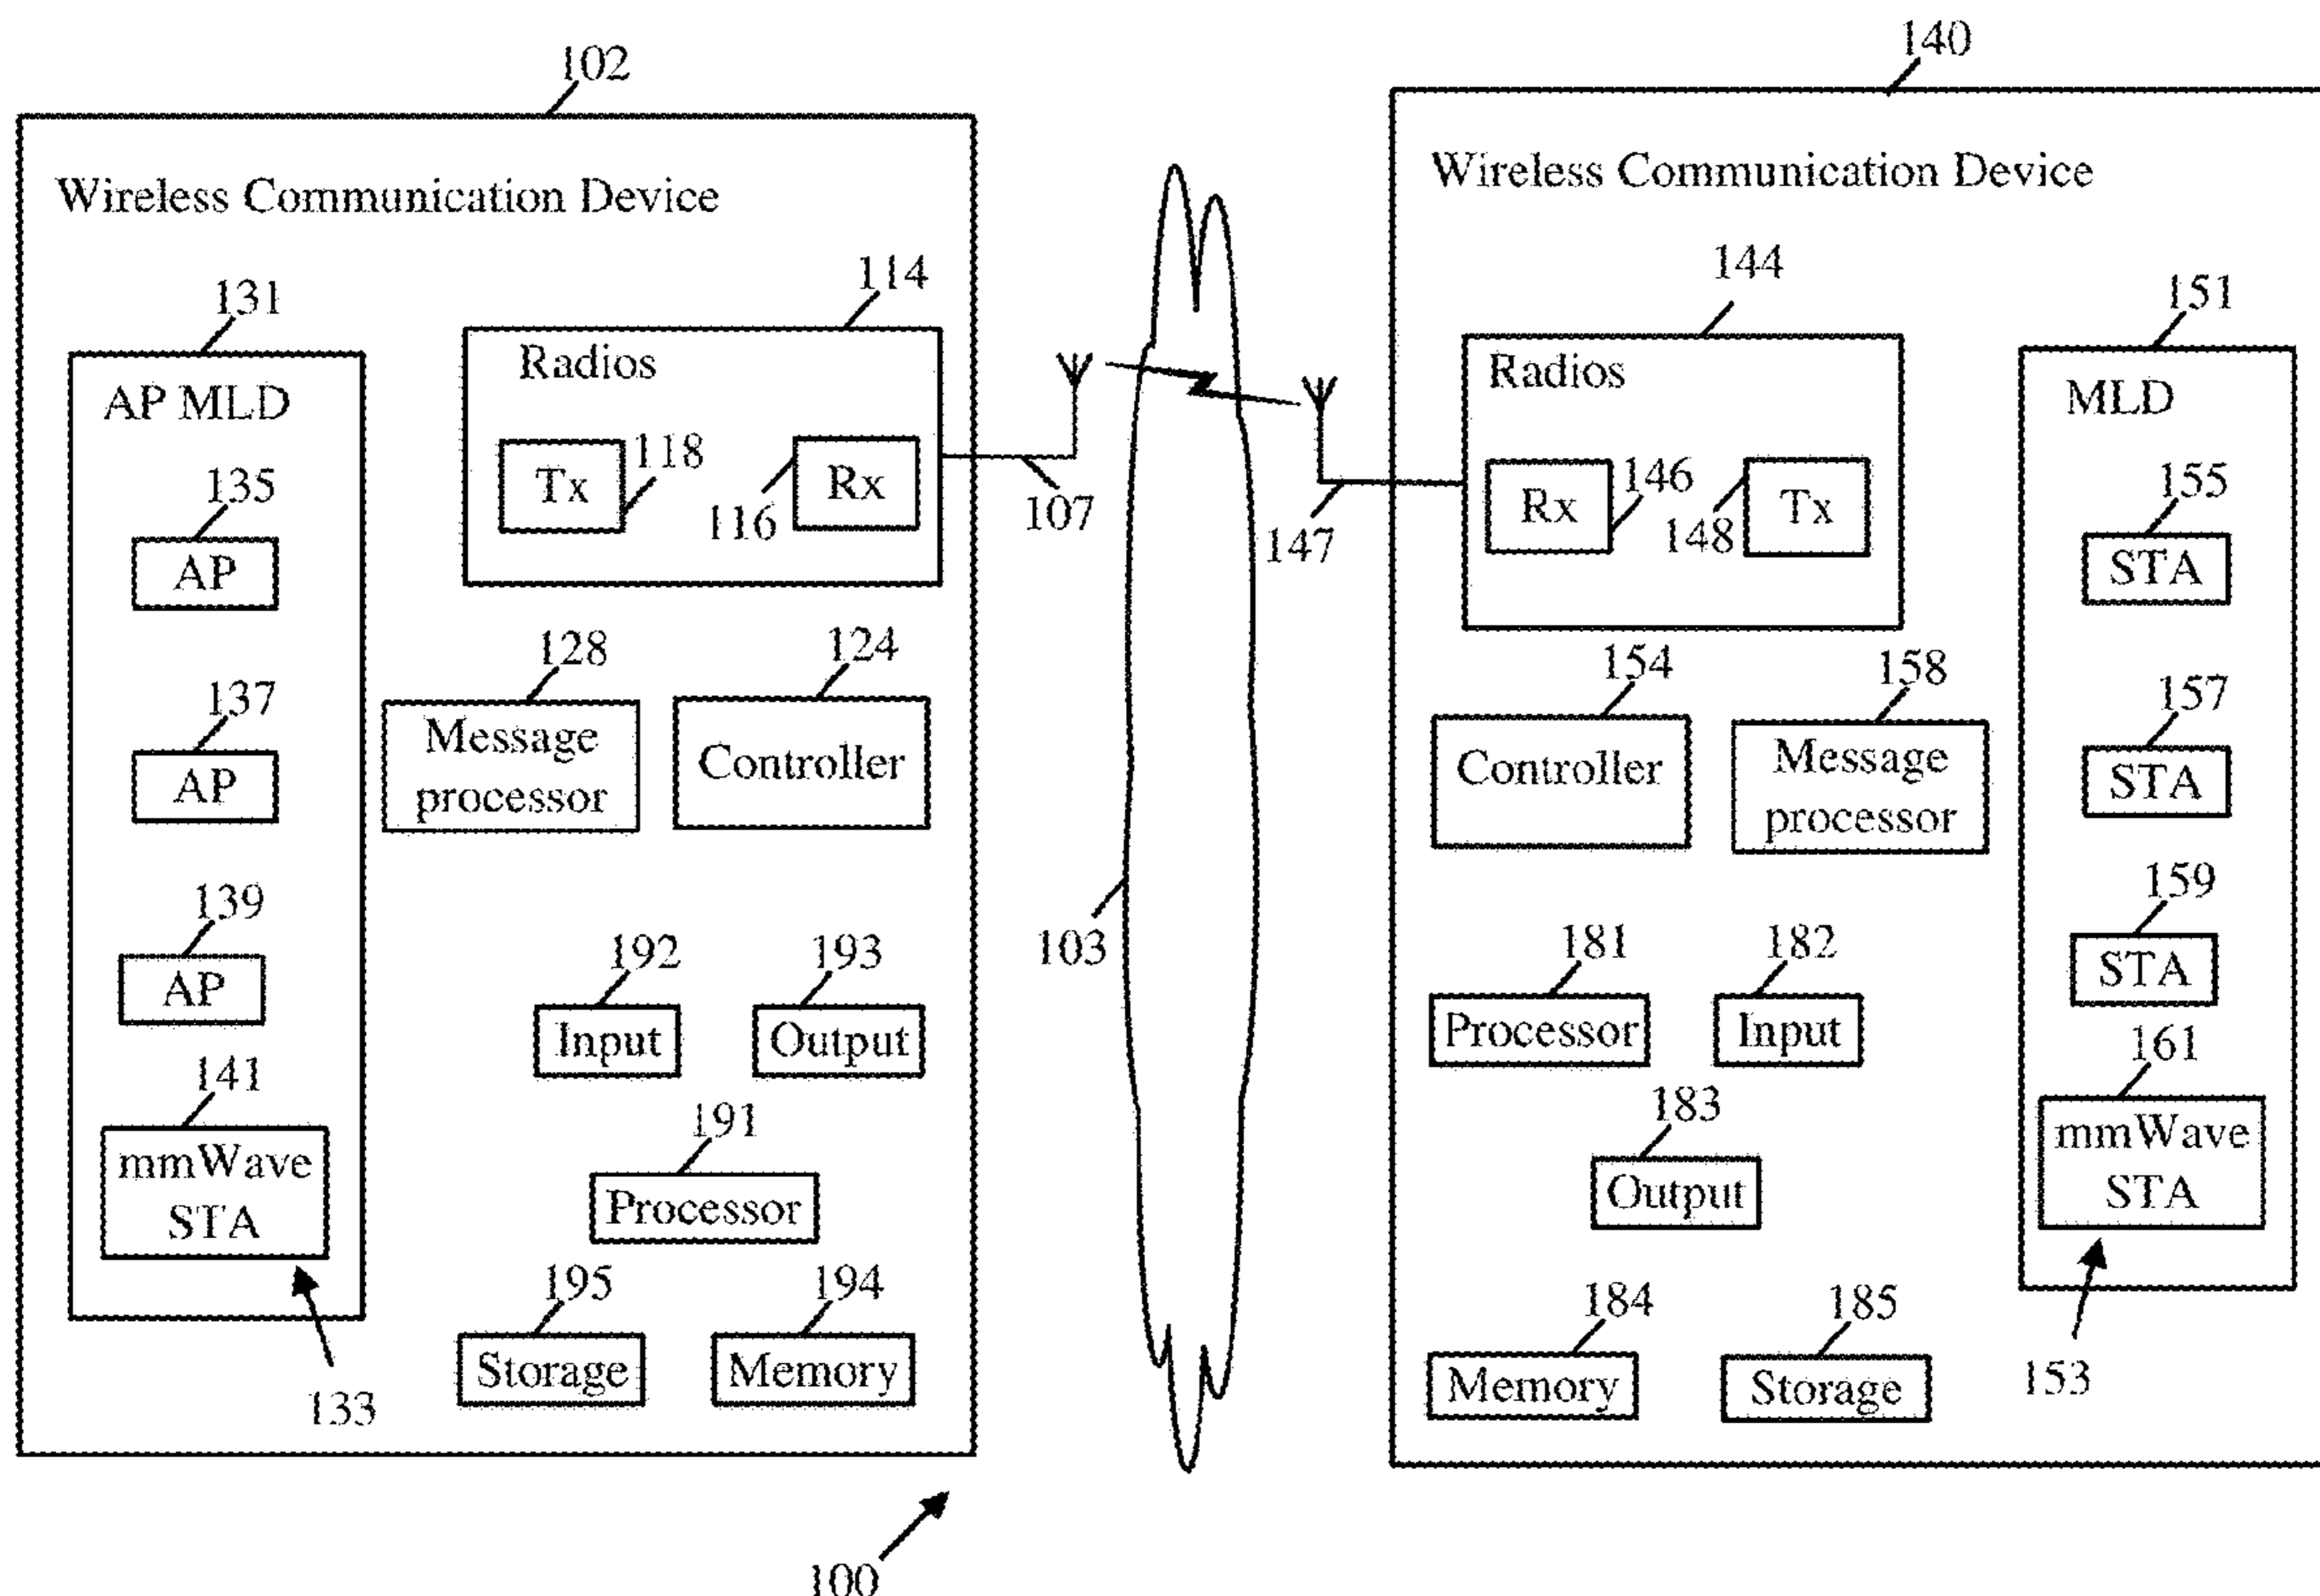 102
140
Wireless Communication Device
Wireless Communication Device
131
114
144
151
AP MLD
Radios
Radios
MLD
135
Tx
118
116
Rx
107
147
Rx
146
148
Tx
155
AP
STA
128
124
154
158
137
157
Message
processor
Controller
Controller
Message
processor
AP
STA
139
159
192
193
103
181
182
AP
STA
Input
Output
Processor
Input
141
161
191
183
mmWave
STA
mmWave
STA
Processor
Output
195
194
184
185
Storage
Memory
Memory
Storage
133
153
100